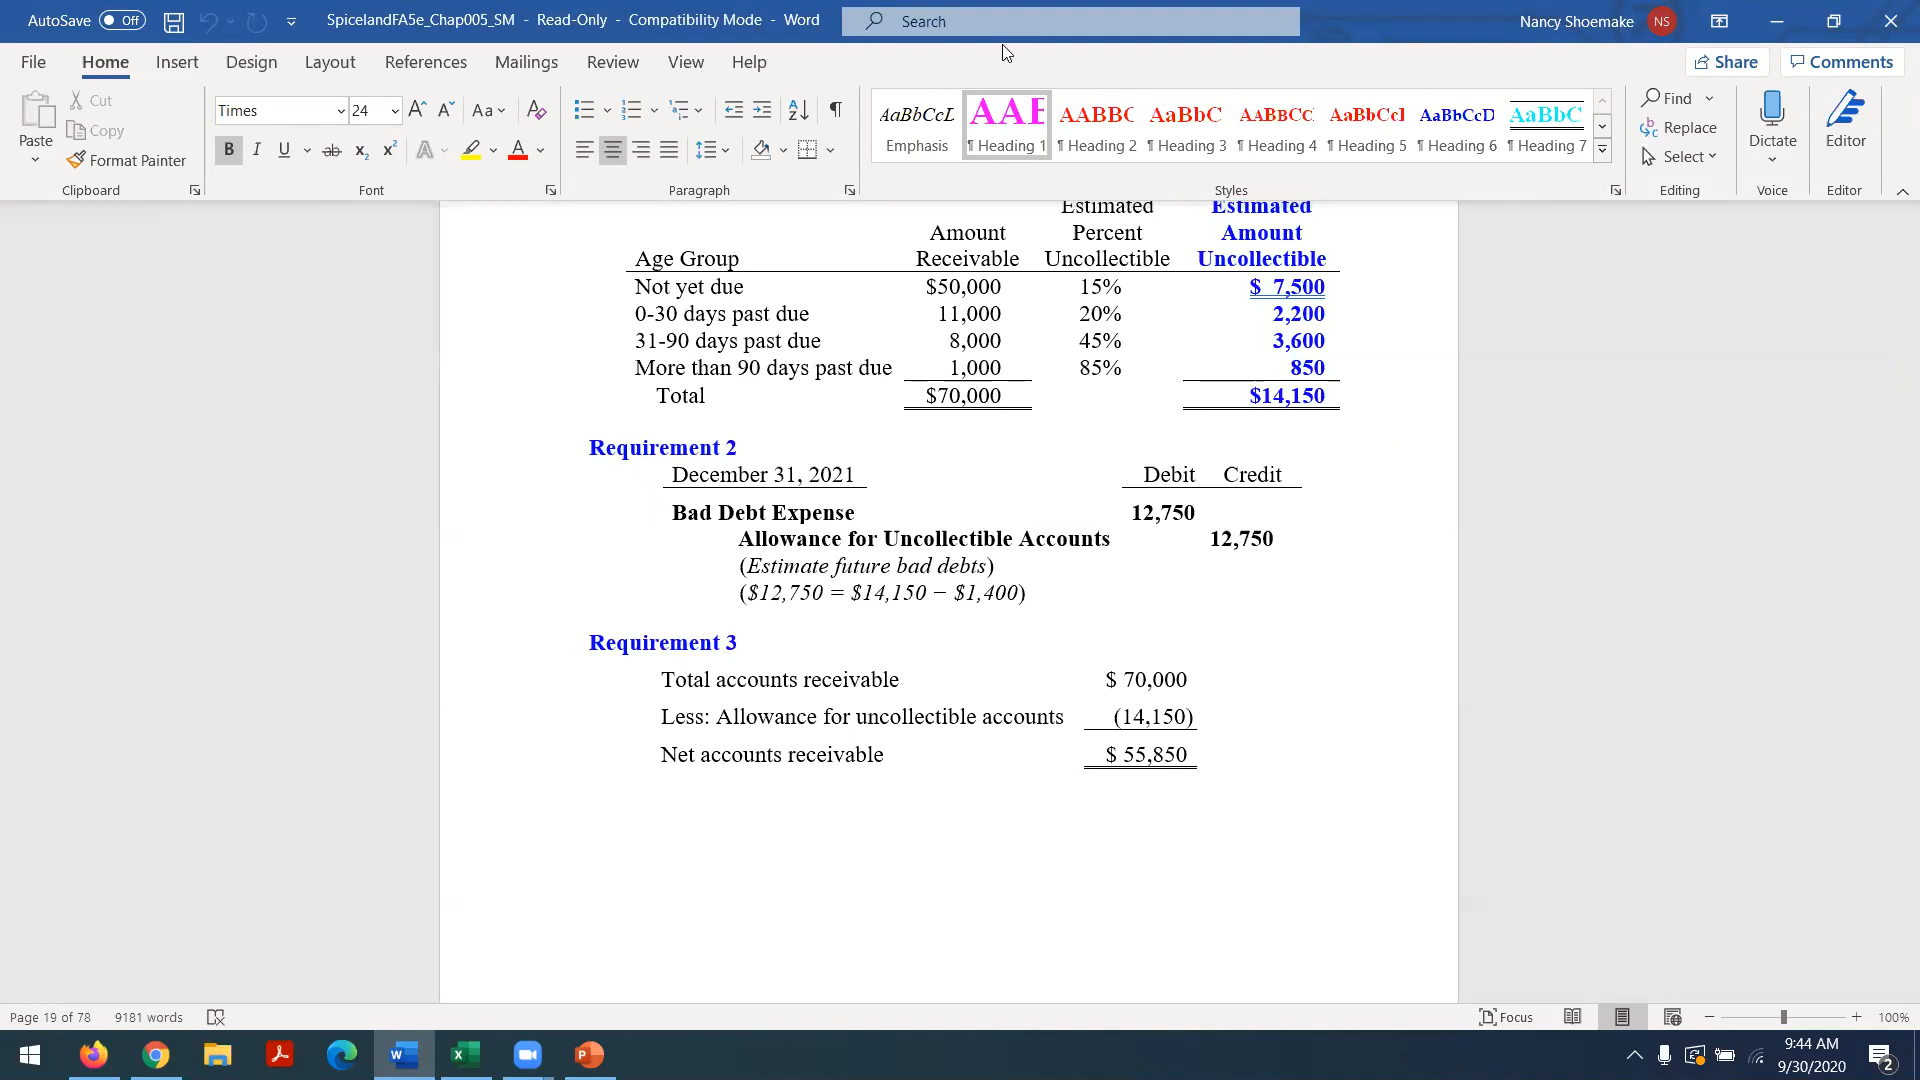 AutoSave Off SpicelandFA5e_Chap005_SM - Read-Only - Compatibility Mode - Word Search Nancy Shoemake NS
File Home Insert Design Layout References Mailings Review View Help Share Comments
Paste Cut Copy Format Painter
Clipboard
Times 24 Aa
B I U ab x₂ x² A A
Font
Paragraph
AaBbCcL AAE AABBC AaBbC AABBCC AaBbCcI AaBbCcD AaBbC
Emphasis ¶ Heading 1 ¶ Heading 2 ¶ Heading 3 ¶ Heading 4 ¶ Heading 5 ¶ Heading 6 ¶ Heading 7
Styles
Find
Replace
Select
Editing
Dictate
Voice
Editor
Editor
Estimated Estimated
Amount Percent Amount
Age Group Receivable Uncollectible Uncollectible
Not yet due $50,000 15% $ 7,500
0-30 days past due 11,000 20% 2,200
31-90 days past due 8,000 45% 3,600
More than 90 days past due 1,000 85% 850
Total $70,000 $14,150
Requirement 2
December 31, 2021 Debit Credit
Bad Debt Expense 12,750
Allowance for Uncollectible Accounts 12,750
(Estimate future bad debts)
($12,750 = $14,150 − $1,400)
Requirement 3
Total accounts receivable $ 70,000
Less: Allowance for uncollectible accounts (14,150)
Net accounts receivable $ 55,850
Page 19 of 78 9181 words Focus 100%
9:44 AM
9/30/2020
2